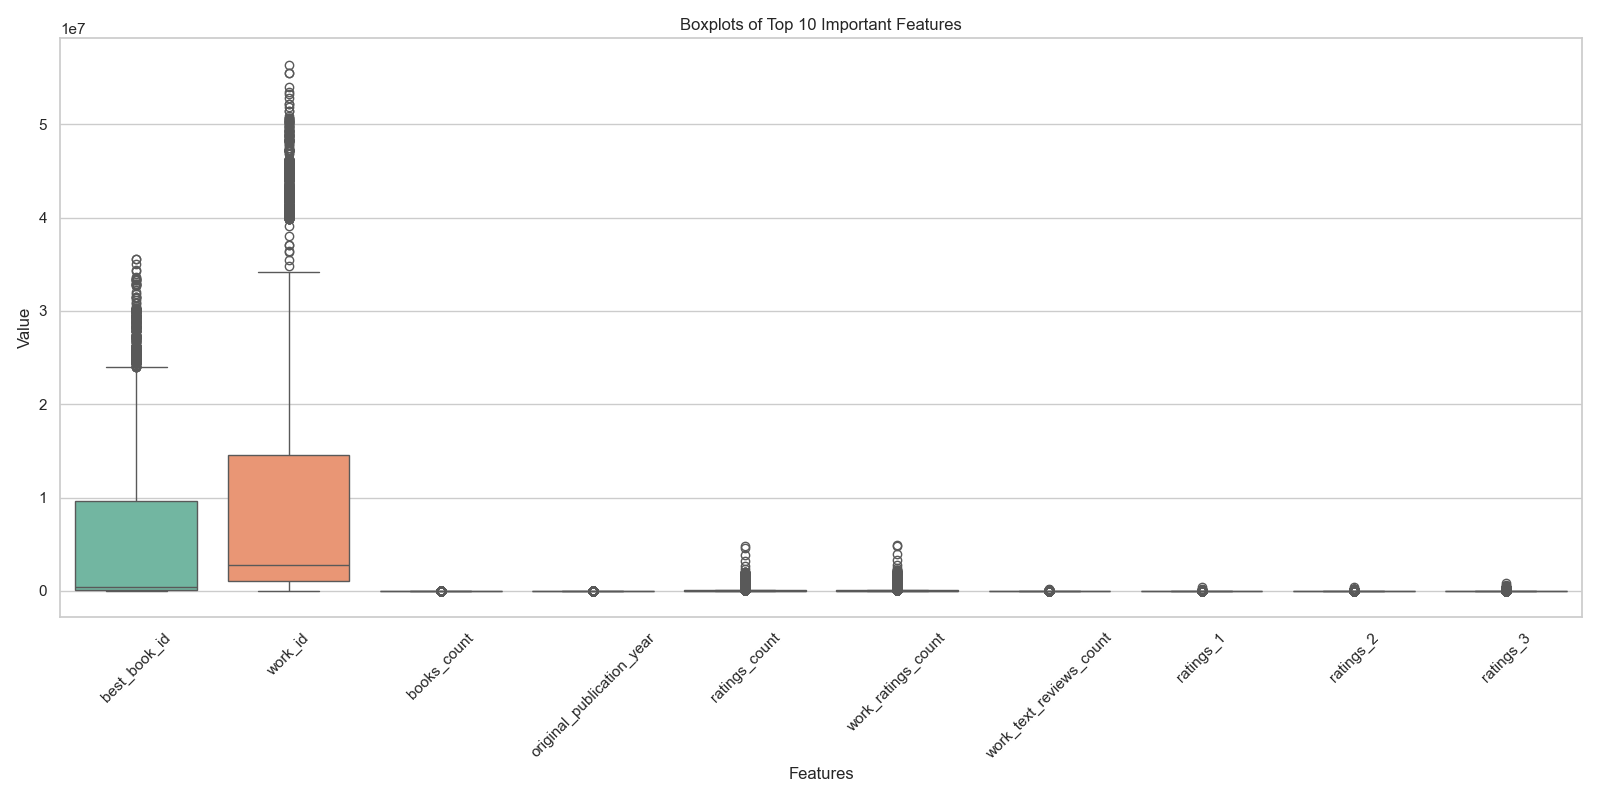 Boxplots of Top 10 Important Features
1e7
5
4
3
2
1
0
Value
best_book_id
work_id
books_count
original_publication_year
ratings_count
work_ratings_count
work_text_reviews_count
ratings_1
ratings_2
ratings_3
Features